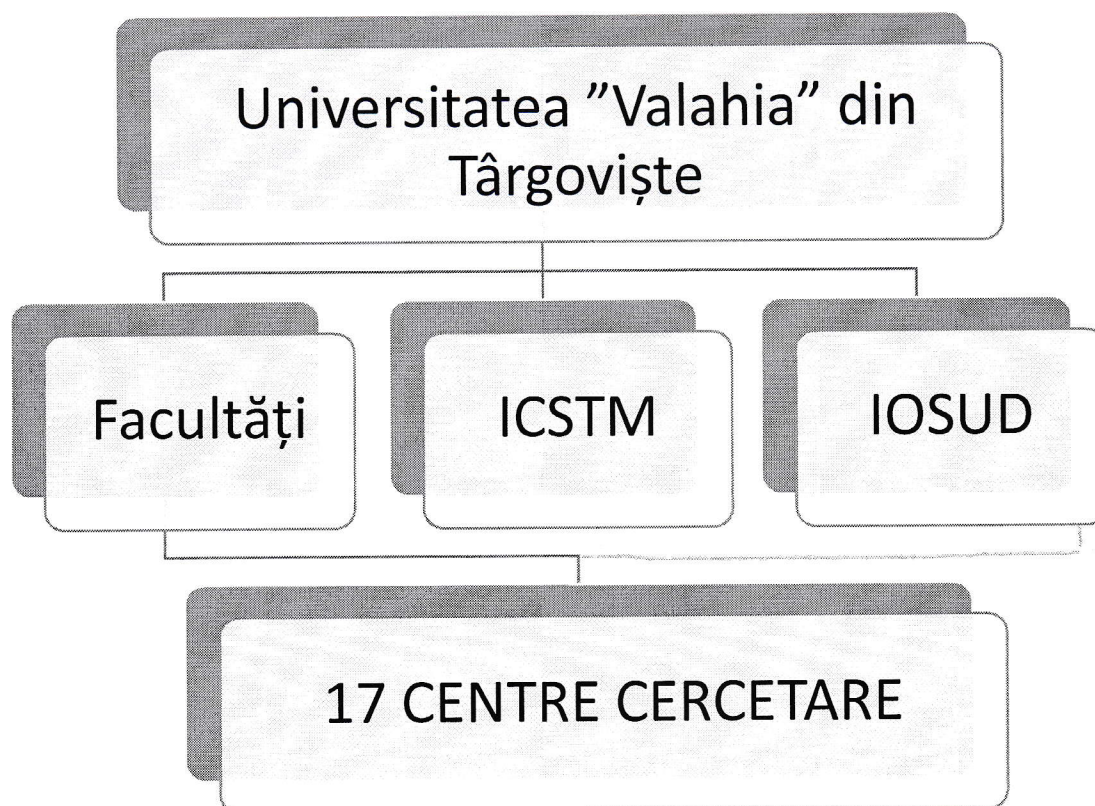 Universitatea ”Valahia” din
Târgoviște
Facultăți
ICSTM
IOSUD
17 CENTRE CERCETARE